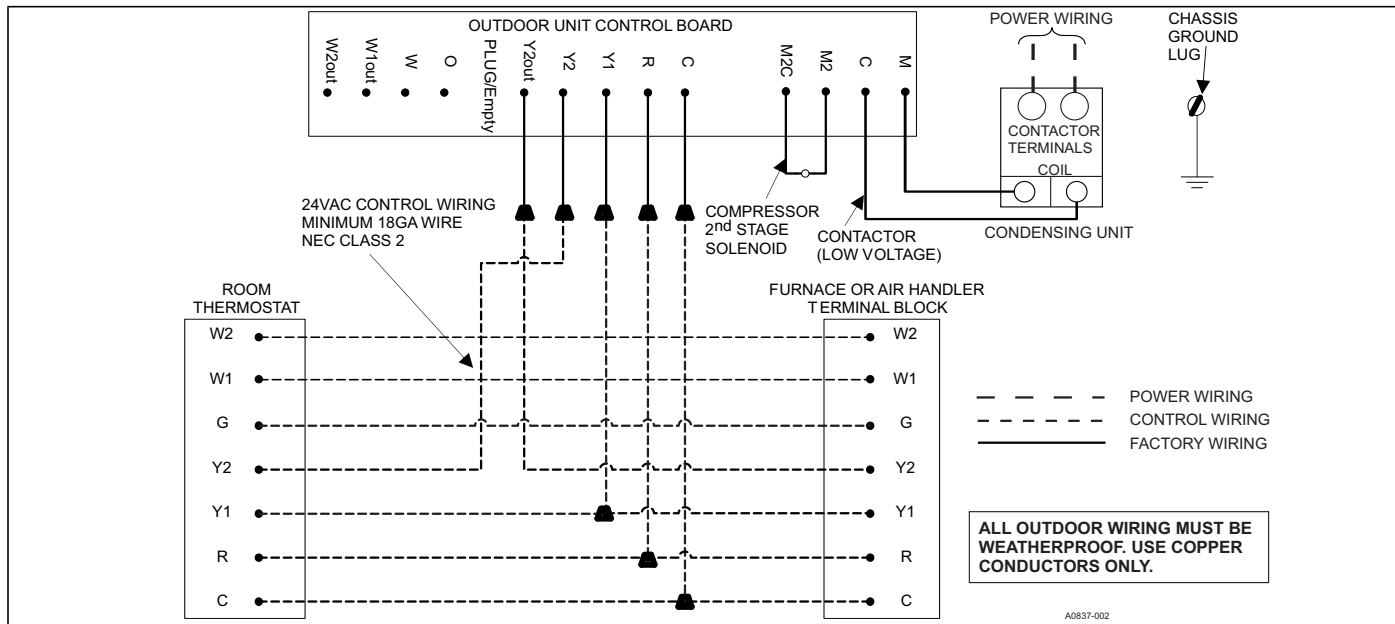 OUTDOOR UNIT CONTROL BOARD
W2out
W1out
W
O
PLUG/Empty
Y2out
Y2
Y1
R
C
M2C
M2
C
M
POWER WIRING
CHASSIS
GROUND
LUG
CONTACTOR
TERMINALS
COIL
CONDENSING UNIT
24VAC CONTROL WIRING
MINIMUM 18GA WIRE
NEC CLASS 2
COMPRESSOR
2nd STAGE
SOLENOID
CONTACTOR
(LOW VOLTAGE)
ROOM
THERMOSTAT
W2
W1
G
Y2
Y1
R
C
FURNACE OR AIR HANDLER
TERMINAL BLOCK
W2
W1
G
Y2
Y1
R
C
POWER WIRING
CONTROL WIRING
FACTORY WIRING
ALL OUTDOOR WIRING MUST BE
WEATHERPROOF. USE COPPER
CONDUCTORS ONLY.
A0837-002